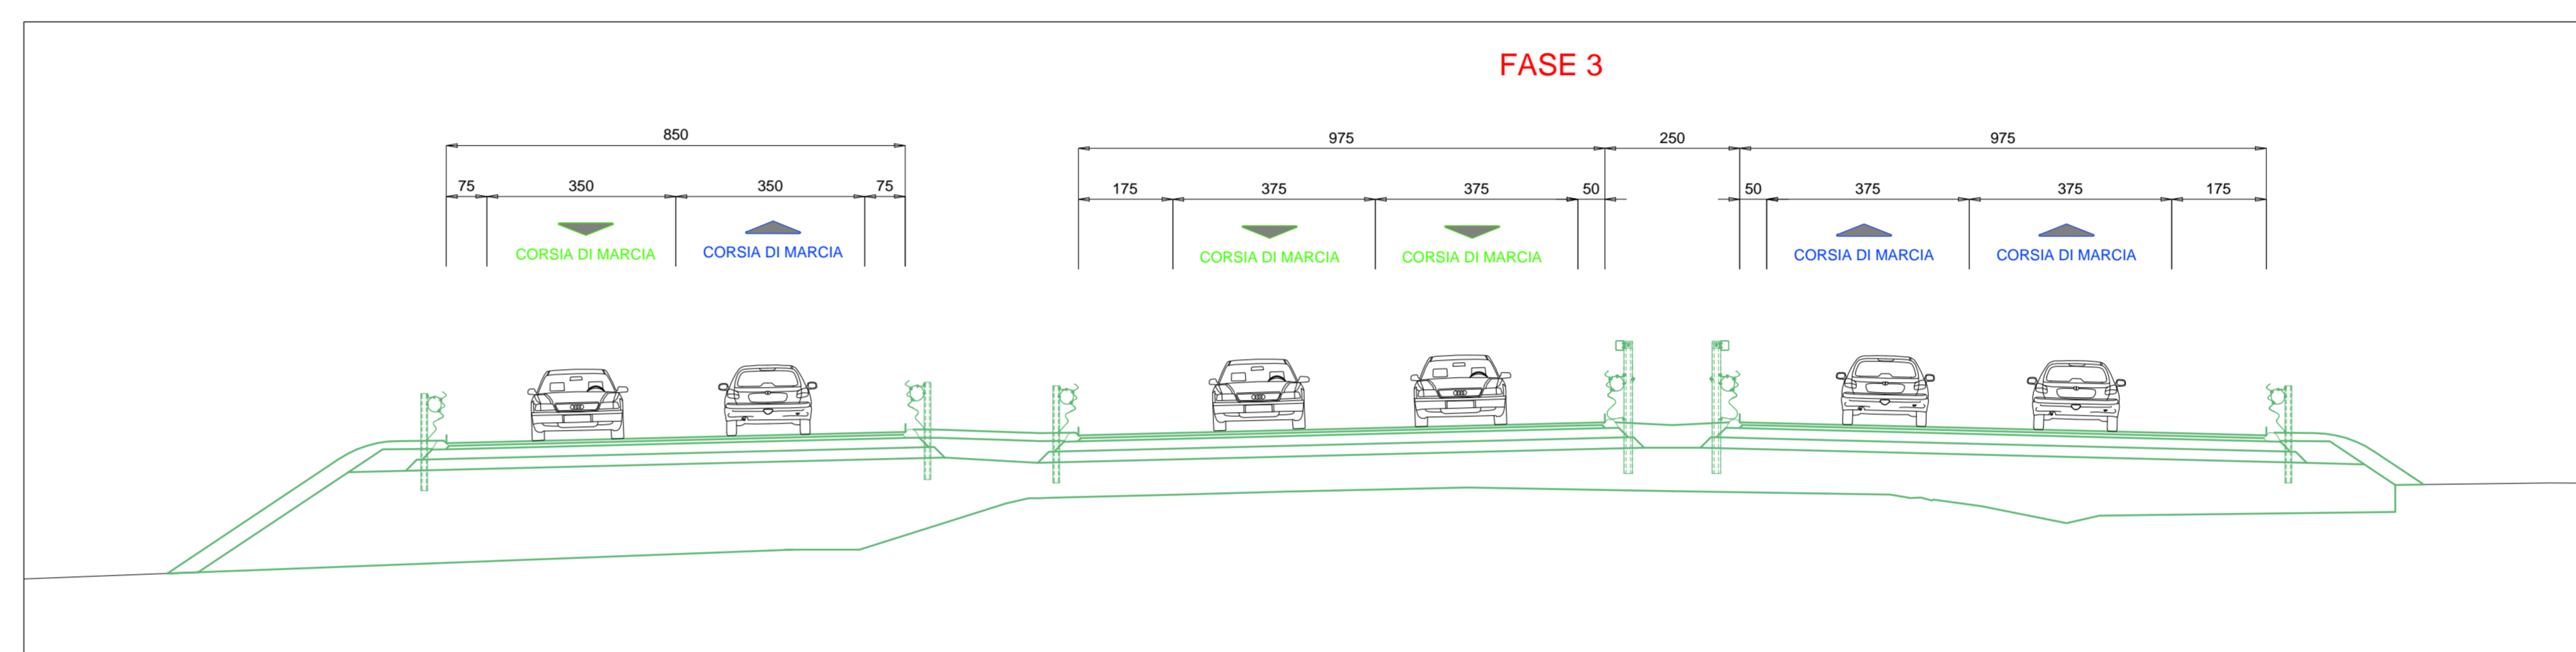 FASE 3
850
975 250 975
75 350 350 75
175 375 375 50 50 375 375 175
CORSIA DI MARCIA CORSIA DI MARCIA
CORSIA DI MARCIA CORSIA DI MARCIA CORSIA DI MARCIA CORSIA DI MARCIA